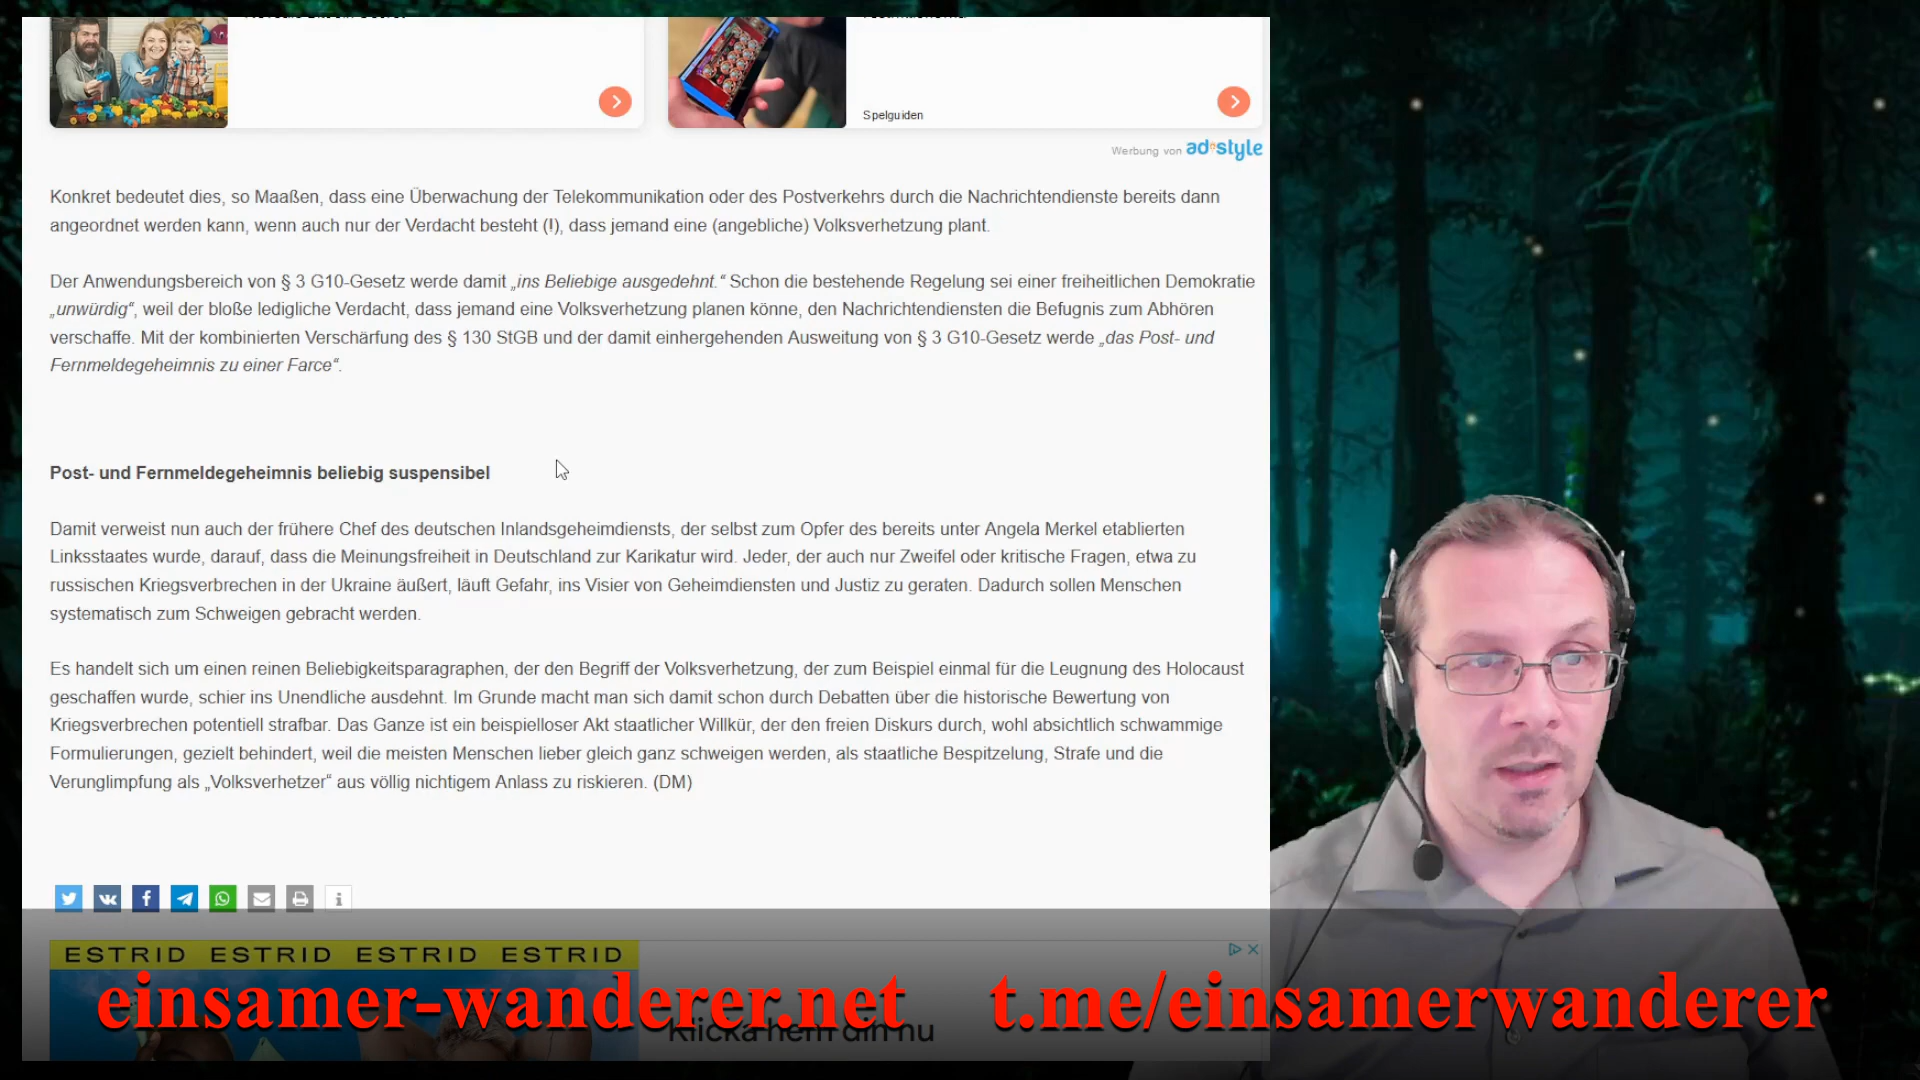 Spelguiden
Werbung von ad style
Konkret bedeutet dies, so Maaßen, dass eine Überwachung der Telekommunikation oder des Postverkehrs durch die Nachrichtendienste bereits dann
angeordnet werden kann, wenn auch nur der Verdacht besteht (!), dass jemand eine (angebliche) Volksverhetzung plant.
Der Anwendungsbereich von § 3 G10-Gesetz werde damit „ins Beliebige ausgedehnt.“ Schon die bestehende Regelung sei einer freiheitlichen Demokratie
„unwürdig“, weil der bloße ledigliche Verdacht, dass jemand eine Volksverhetzung planen könne, den Nachrichtendiensten die Befugnis zum Abhören
verschaffe. Mit der kombinierten Verschärfung des § 130 StGB und der damit einhergehenden Ausweitung von § 3 G10-Gesetz werde „das Post- und
Fernmeldegeheimnis zu einer Farce“.
Post- und Fernmeldegeheimnis beliebig suspensibel
Damit verweist nun auch der frühere Chef des deutschen Inlandsgeheimdiensts, der selbst zum Opfer des bereits unter Angela Merkel etablierten
Linksstaates wurde, darauf, dass die Meinungsfreiheit in Deutschland zur Karikatur wird. Jeder, der auch nur Zweifel oder kritische Fragen, etwa zu
russischen Kriegsverbrechen in der Ukraine äußert, läuft Gefahr, ins Visier von Geheimdiensten und Justiz zu geraten. Dadurch sollen Menschen
systematisch zum Schweigen gebracht werden.
Es handelt sich um einen reinen Beliebigkeitsparagraphen, der den Begriff der Volksverhetzung, der zum Beispiel einmal für die Leugnung des Holocaust
geschaffen wurde, schier ins Unendliche ausdehnt. Im Grunde macht man sich damit schon durch Debatten über die historische Bewertung von
Kriegsverbrechen potentiell strafbar. Das Ganze ist ein beispielloser Akt staatlicher Willkür, der den freien Diskurs durch, wohl absichtlich schwammige
Formulierungen, gezielt behindert, weil die meisten Menschen lieber gleich ganz schweigen werden, als staatliche Bespitzelung, Strafe und die
Verunglimpfung als „Volksverhetzer“ aus völlig nichtigem Anlass zu riskieren. (DM)
ESTRID ESTRID ESTRID ESTRID
Klicka hem din nu
einsamer-wanderer.net t.me/einsamerwanderer